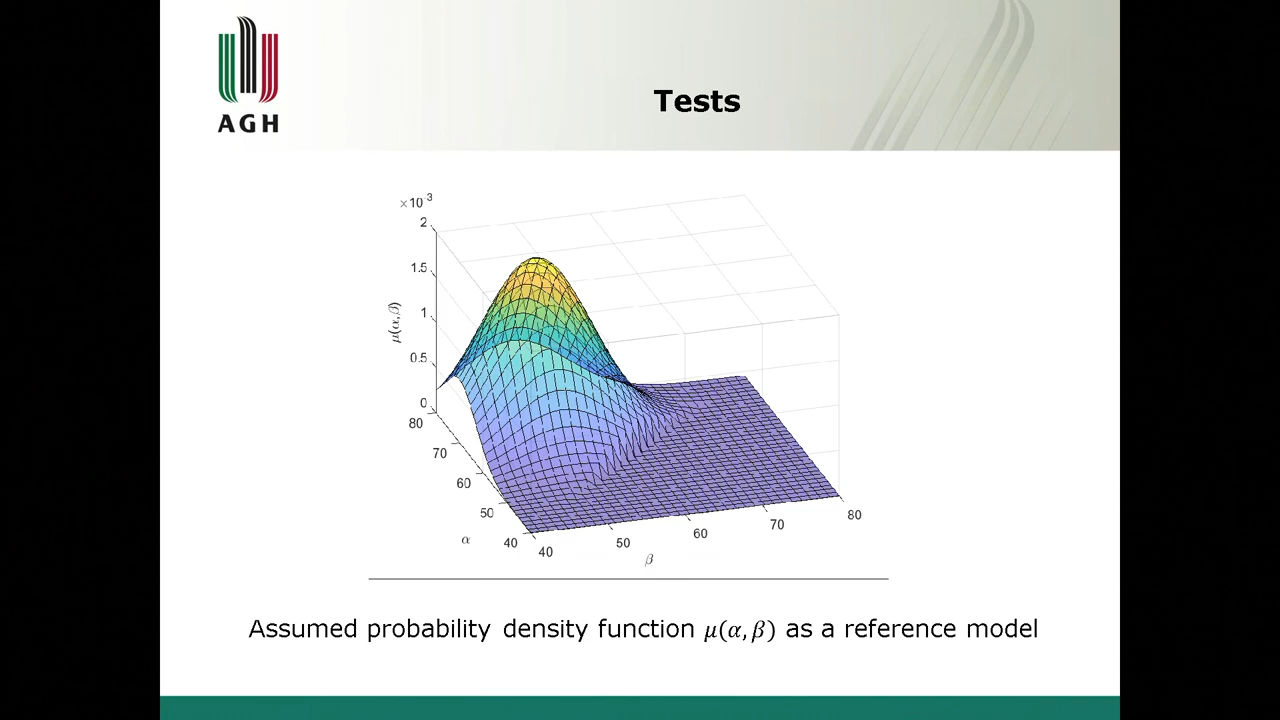 AGH
Tests
×10 3
2
1.5
1
0.5
0
μ(α,β)
80
70
60
50
40
α
40
50
60
70
80
β
Assumed probability density function μ(α, β) as a reference model